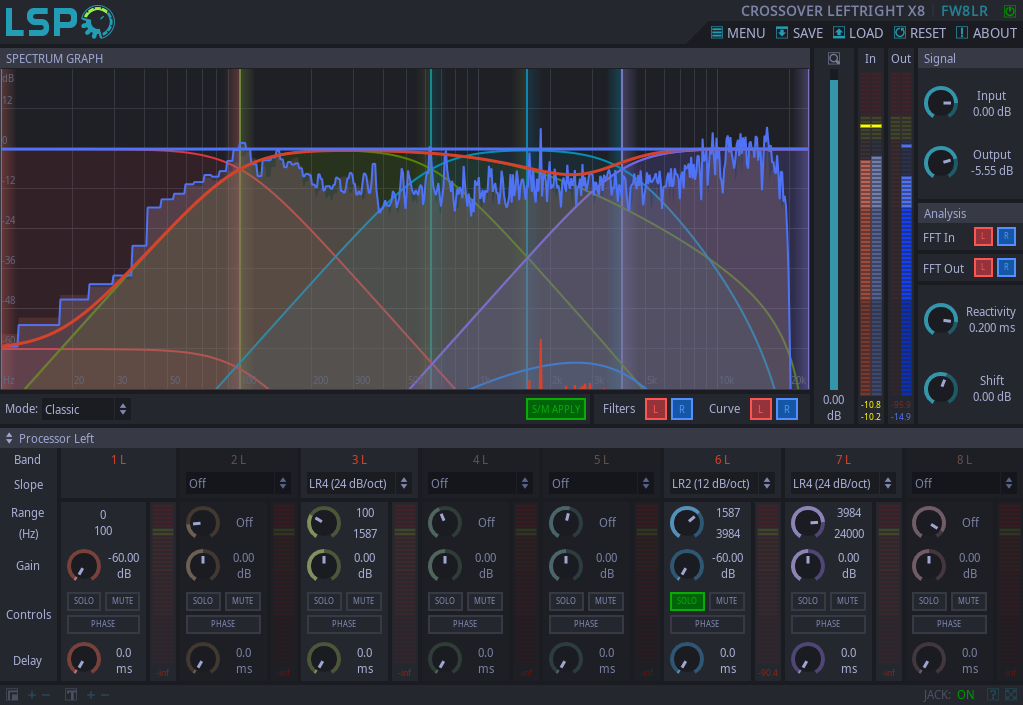 LSP
CROSSOVER LEFTRIGHT X8 FW8LR
MENU SAVE LOAD RESET ABOUT
SPECTRUM GRAPH
In Out
Signal
dB
12
0
-12
-24
-36
-48
-60
Hz 20 30 50 100 200 300 500 2k 3k 5k 10k 20k
0.00
dB
-10.8
-10.2
-95.9
-14.9
Input
0.00 dB
Output
-5.55 dB
Analysis
FFT In L R
FFT Out L R
Reactivity
0.200 ms
Shift
0.00 dB
Mode: Classic S/M APPLY Filters L R Curve L R
Processor Left
Band 1 L 2 L 3 L 4 L 5 L 6 L 7 L 8 L
Slope Off LR4 (24 dB/oct) Off Off LR2 (12 dB/oct) LR4 (24 dB/oct) Off
Range 0 Off 100 Off Off 1587 3984 Off
(Hz) 100 1587 3984 24000
Gain -60.00 0.00 0.00 0.00 0.00 -60.00 0.00 0.00
dB dB dB dB dB dB dB dB
Controls SOLO MUTE SOLO MUTE SOLO MUTE SOLO MUTE SOLO MUTE SOLO MUTE SOLO MUTE SOLO MUTE
PHASE PHASE PHASE PHASE PHASE PHASE PHASE PHASE
Delay 0.0 0.0 0.0 0.0 0.0 0.0 0.0 0.0
ms ms ms ms ms ms ms ms
-inf -inf -inf -inf -inf -90.4 -inf -inf
JACK: ON